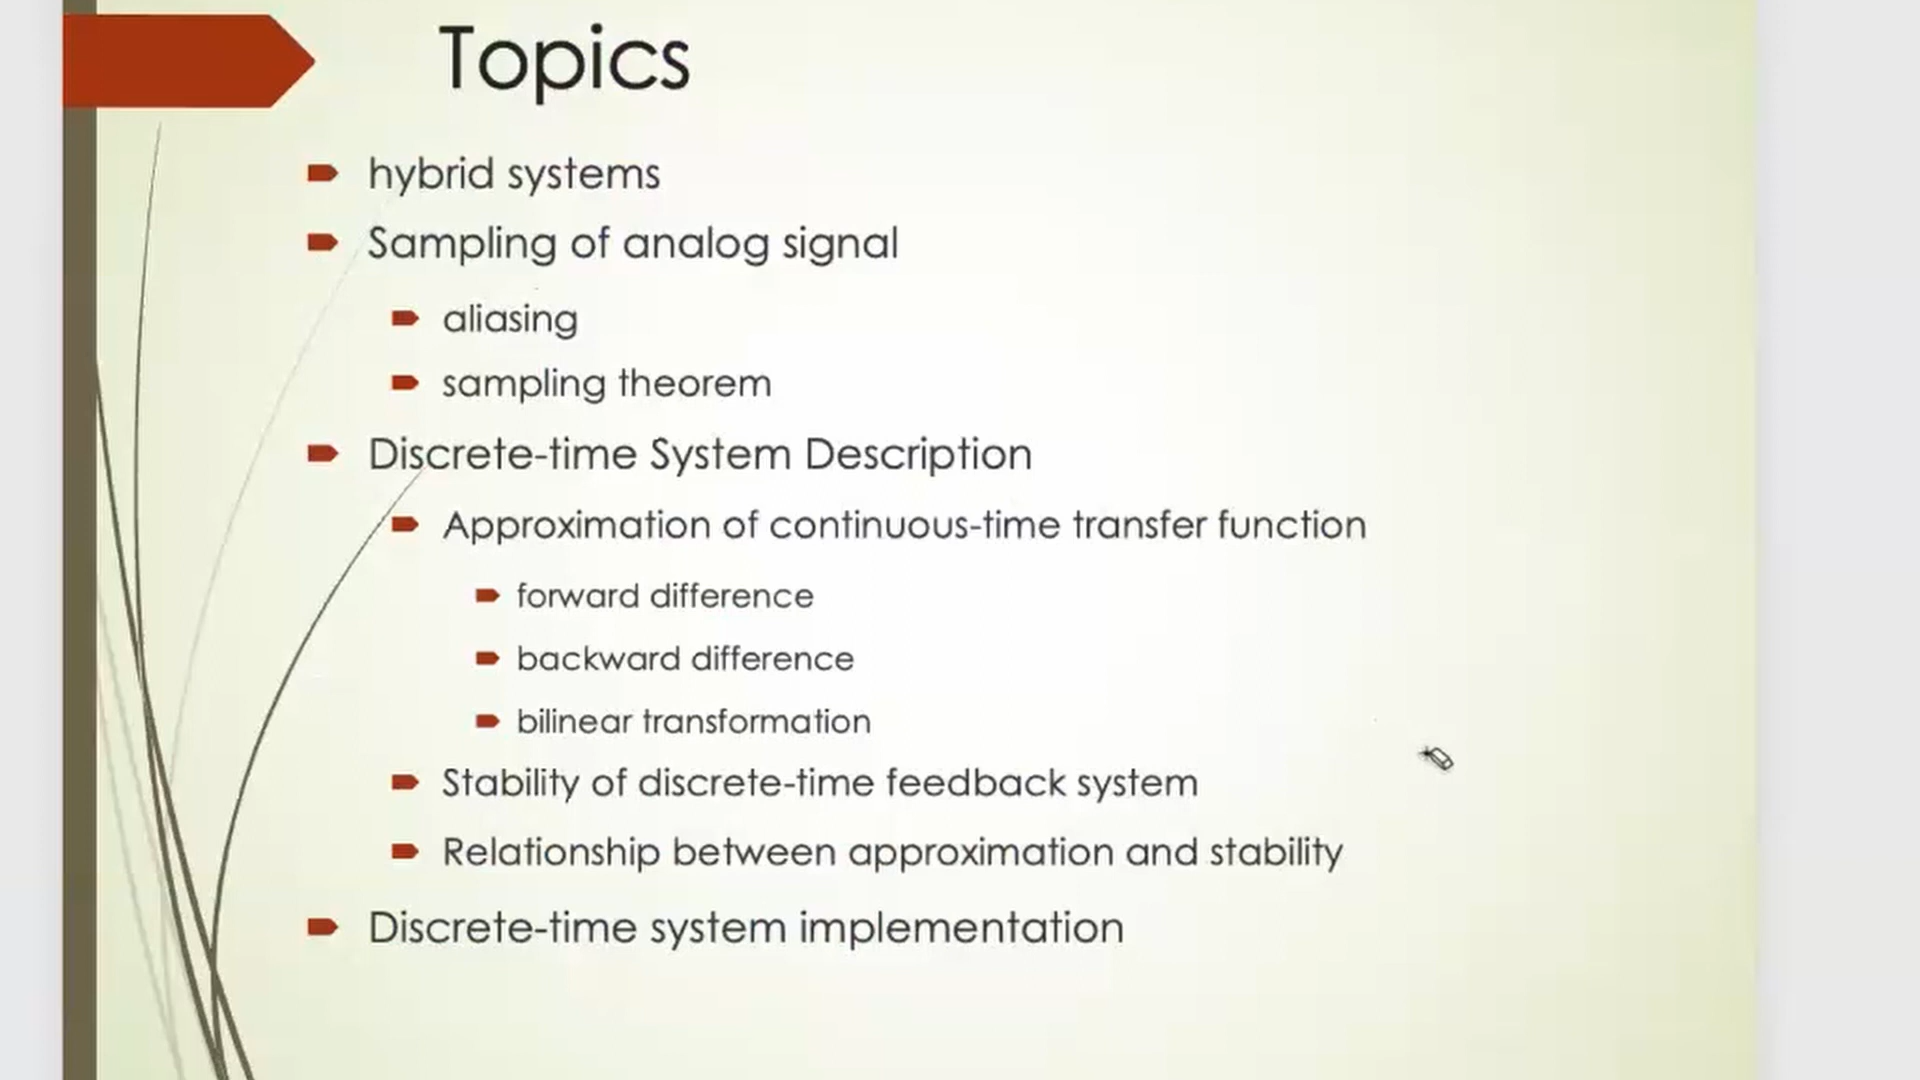 Topics
hybrid systems
Sampling of analog signal
aliasing
sampling theorem
Discrete-time System Description
Approximation of continuous-time transfer function
forward difference
backward difference
bilinear transformation
Stability of discrete-time feedback system
Relationship between approximation and stability
Discrete-time system implementation